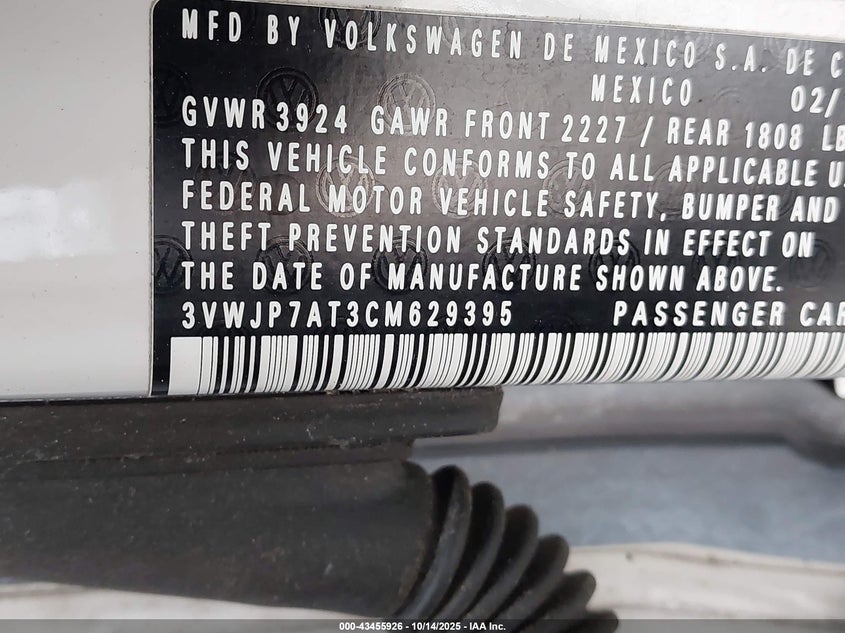 MFD BY VOLKSWAGEN DE MEXICO S.A. DE C
MEXICO 02/
GVWR 3924 GAWR FRONT 2227 / REAR 1808 LB
THIS VEHICLE CONFORMS TO ALL APPLICABLE U.
FEDERAL MOTOR VEHICLE SAFETY, BUMPER AND
THEFT PREVENTION STANDARDS IN EFFECT ON
THE DATE OF MANUFACTURE SHOWN ABOVE.
3VWJP7AT3CM629395 PASSENGER CAR
000-43455926 - 10/14/2025 - IAA Inc.